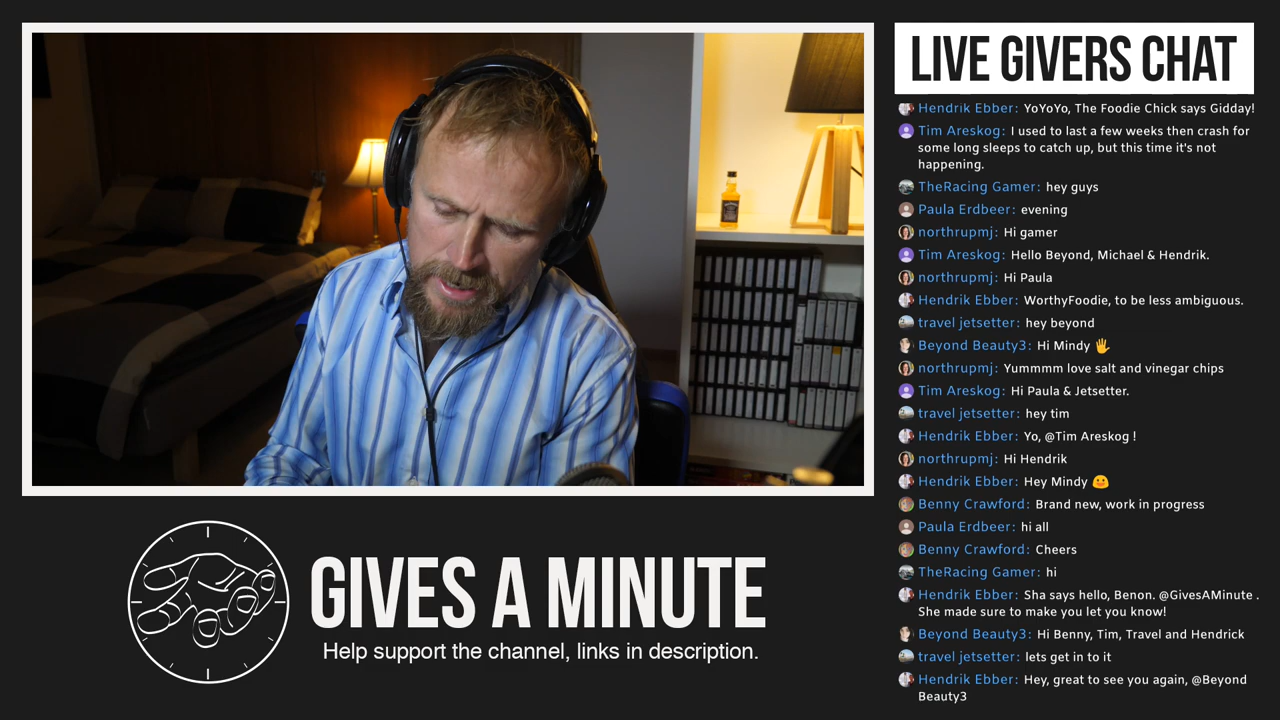 LIVE GIVERS CHAT
Hendrik Ebber: YoYoYo, The Foodie Chick says Gidday!
Tim Areskog: I used to last a few weeks then crash for
some long sleeps to catch up, but this time it's not
happening.
TheRacing Gamer: hey guys
Paula Erdbeer: evening
northrupmj: Hi gamer
Tim Areskog: Hello Beyond, Michael & Hendrik.
northrupmj: Hi Paula
Hendrik Ebber: WorthyFoodie, to be less ambiguous.
travel jetsetter: hey beyond
Beyond Beauty3: Hi Mindy 🖐
northrupmj: Yummmm love salt and vinegar chips
Tim Areskog: Hi Paula & Jetsetter.
travel jetsetter: hey tim
Hendrik Ebber: Yo, @Tim Areskog !
northrupmj: Hi Hendrik
Hendrik Ebber: Hey Mindy 🙂
Benny Crawford: Brand new, work in progress
Paula Erdbeer: hi all
Benny Crawford: Cheers
TheRacing Gamer: hi
Hendrik Ebber: Sha says hello, Benon. @GivesAMinute .
She made sure to make you let you know!
Beyond Beauty3: Hi Benny, Tim, Travel and Hendrick
travel jetsetter: lets get in to it
Hendrik Ebber: Hey, great to see you again, @Beyond
Beauty3
GIVES A MINUTE
Help support the channel, links in description.